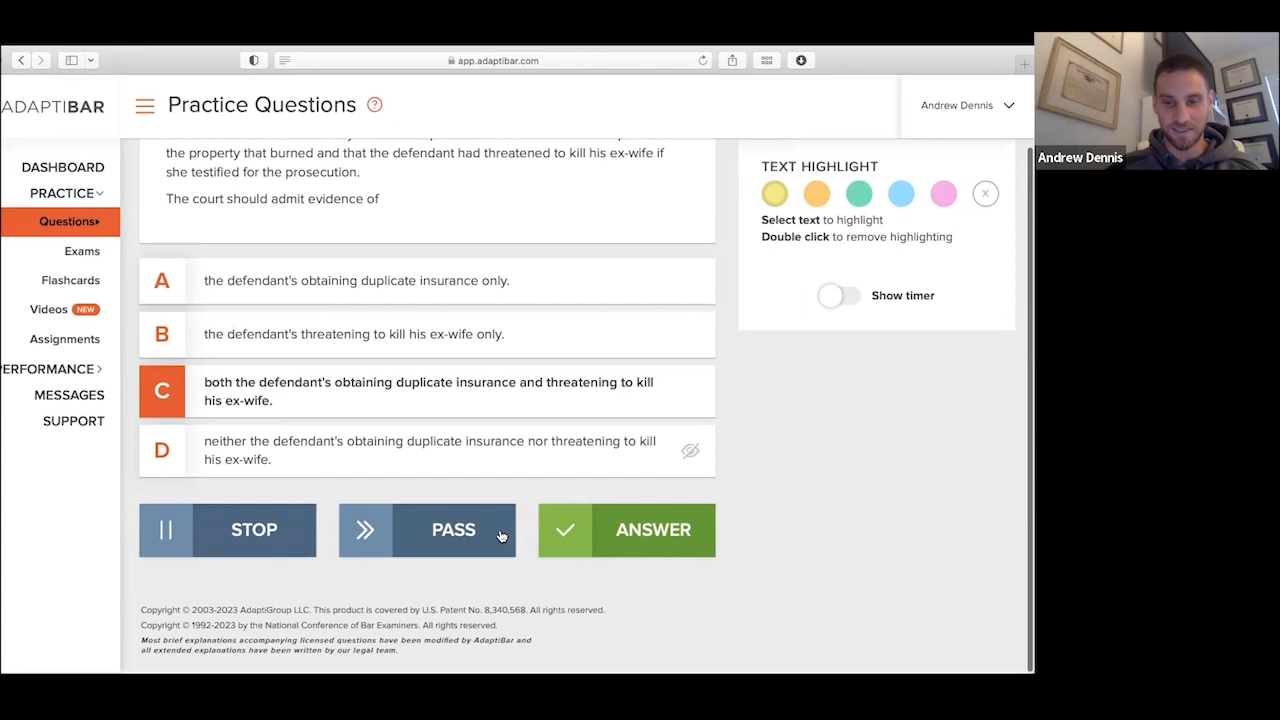 app.adaptibar.com
ADAPTIBAR
Practice Questions ?
Andrew Dennis
DASHBOARD
PRACTICE
Questions
Exams
Flashcards
Videos NEW
Assignments
PERFORMANCE
MESSAGES
SUPPORT
the property that burned and that the defendant had threatened to kill his ex-wife if
she testified for the prosecution.
The court should admit evidence of
A the defendant's obtaining duplicate insurance only.
B the defendant's threatening to kill his ex-wife only.
C both the defendant's obtaining duplicate insurance and threatening to kill
his ex-wife.
D neither the defendant's obtaining duplicate insurance nor threatening to kill
his ex-wife.
STOP
PASS
ANSWER
TEXT HIGHLIGHT
X
Select text to highlight
Double click to remove highlighting
Show timer
Copyright © 2003-2023 AdaptiGroup LLC. This product is covered by U.S. Patent No. 8,340,568. All rights reserved.
Copyright © 1992-2023 by the National Conference of Bar Examiners. All rights reserved.
Most brief explanations accompanying licensed questions have been modified by AdaptiBar and
all extended explanations have been written by our legal team.
Andrew Dennis